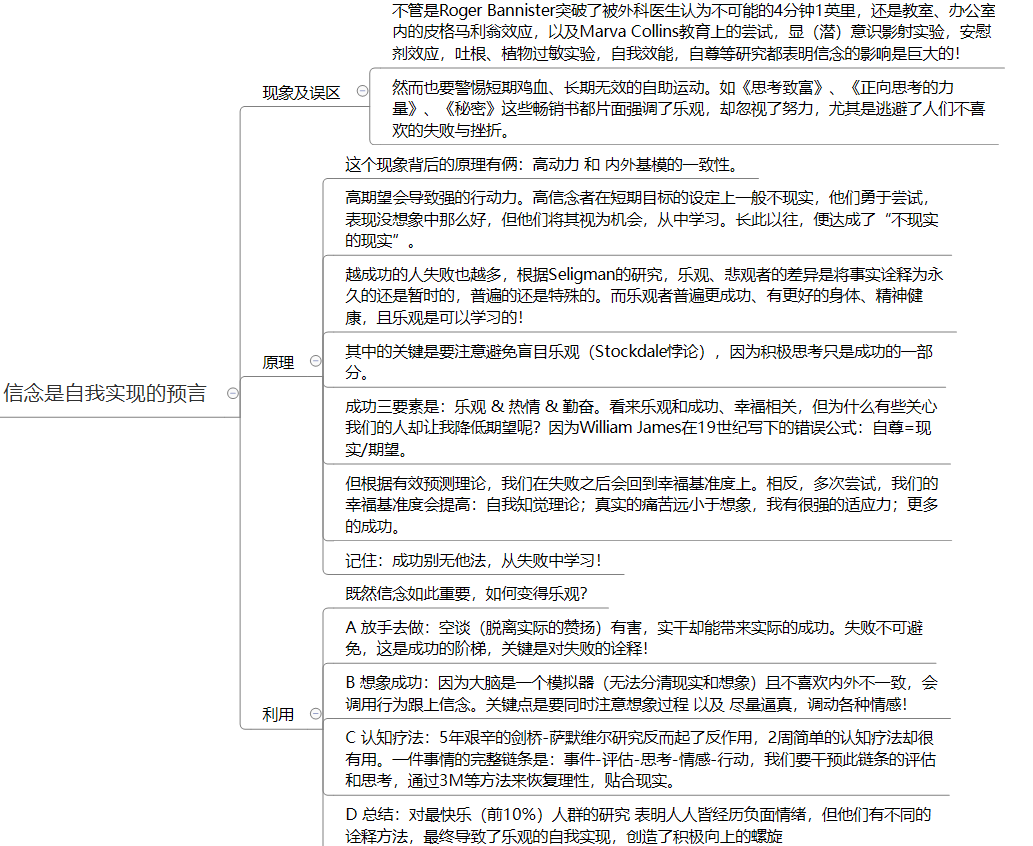 不管是Roger Bannister突破了被外科医生认为不可能的4分钟1英里，还是教室、办公室
内的皮格马利翁效应，以及Marva Collins教育上的尝试，显（潜）意识影射实验，安慰
剂效应，吐根、植物过敏实验，自我效能，自尊等研究都表明信念的影响是巨大的！
现象及误区
然而也要警惕短期鸡血、长期无效的自助运动。如《思考致富》、《正向思考的力
量》、《秘密》这些畅销书都片面强调了乐观，却忽视了努力，尤其是逃避了人们不喜
欢的失败与挫折。
这个现象背后的原理有俩：高动力 和 内外基模的一致性。
高期望会导致强的行动力。高信念者在短期目标的设定上一般不现实，他们勇于尝试，
表现没想象中那么好，但他们将其视为机会，从中学习。长此以往，便达成了“不现实
的现实”。
越成功的人失败也越多，根据Seligman的研究，乐观、悲观者的差异是将事实诠释为永
久的还是暂时的，普遍的还是特殊的。而乐观者普遍更成功、有更好的身体、精神健
康，且乐观是可以学习的！
原理
其中的关键是要注意避免盲目乐观（Stockdale悖论），因为积极思考只是成功的一部
分。
信念是自我实现的预言
成功三要素是：乐观 & 热情 & 勤奋。看来乐观和成功、幸福相关，但为什么有些关心
我们的人却让我降低期望呢？因为William James在19世纪写下的错误公式：自尊=现
实/期望。
但根据有效预测理论，我们在失败之后会回到幸福基准度上。相反，多次尝试，我们的
幸福基准度会提高：自我知觉理论；真实的痛苦远小于想象，我有很强的适应力；更多
的成功。
记住：成功别无他法，从失败中学习！
既然信念如此重要，如何变得乐观？
A 放手去做：空谈（脱离实际的赞扬）有害，实干却能带来实际的成功。失败不可避
免，这是成功的阶梯，关键是对失败的诠释！
B 想象成功：因为大脑是一个模拟器（无法分清现实和想象）且不喜欢内外不一致，会
调用行为跟上信念。关键点是要同时注意想象过程 以及 尽量逼真，调动各种情感！
利用
C 认知疗法：5年艰辛的剑桥-萨默维尔研究反而起了反作用，2周简单的认知疗法却很
有用。一件事情的完整链条是：事件-评估-思考-情感-行动，我们要干预此链条的评估
和思考，通过3M等方法来恢复理性，贴合现实。
D 总结：对最快乐（前10%）人群的研究 表明人人皆经历负面情绪，但他们有不同的
诠释方法，最终导致了乐观的自我实现，创造了积极向上的螺旋